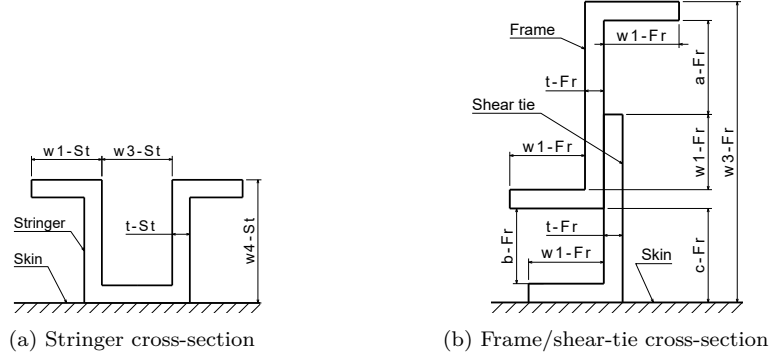 w1-St
w3-St
Stringer
t-St
Skin
w4-St
(a) Stringer cross-section
Frame
w1-Fr
a-Fr
t-Fr
Shear tie
w1-Fr
w1-Fr
w3-Fr
b-Fr
t-Fr
w1-Fr
c-Fr
Skin
(b) Frame/shear-tie cross-section